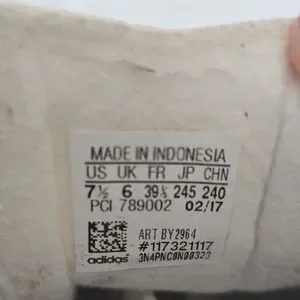 MADE IN INDONESIA
US UK FR JP CHN
7½ 6 39⅓ 245 240
PCI 789002 02/17
ART BY2964
#117321117
adidas 3N4PNC0N00323